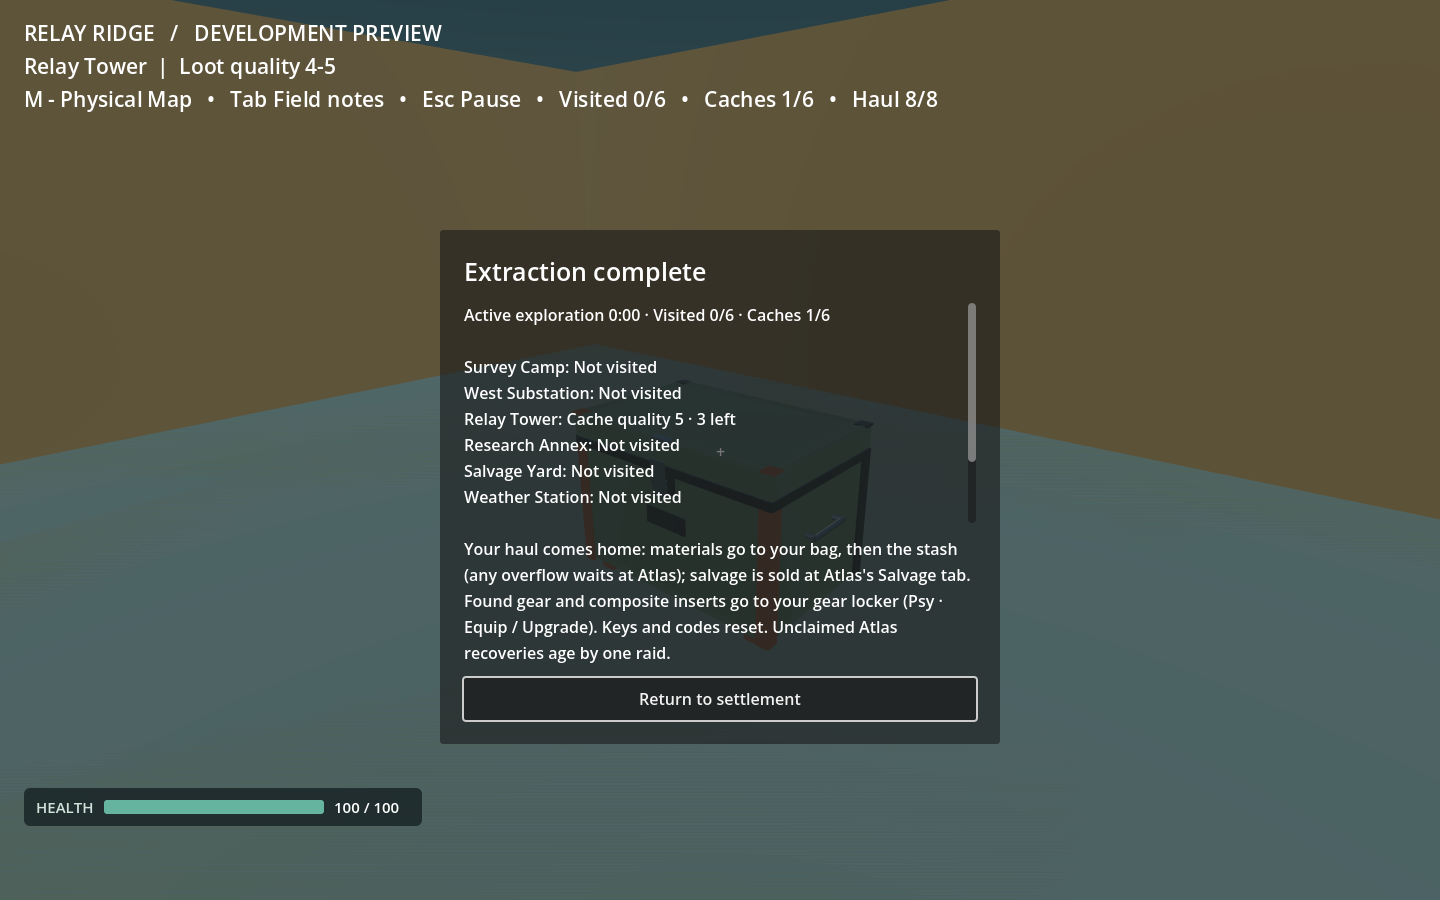 RELAY RIDGE / DEVELOPMENT PREVIEW
Relay Tower | Loot quality 4-5
M - Physical Map • Tab Field notes • Esc Pause • Visited 0/6 • Caches 1/6 • Haul 8/8
Extraction complete
Active exploration 0:00 · Visited 0/6 · Caches 1/6
Survey Camp: Not visited
West Substation: Not visited
Relay Tower: Cache quality 5 · 3 left
Research Annex: Not visited
Salvage Yard: Not visited
Weather Station: Not visited
Your haul comes home: materials go to your bag, then the stash
(any overflow waits at Atlas); salvage is sold at Atlas's Salvage tab.
Found gear and composite inserts go to your gear locker (Psy ·
Equip / Upgrade). Keys and codes reset. Unclaimed Atlas
recoveries age by one raid.
Return to settlement
HEALTH 100 / 100